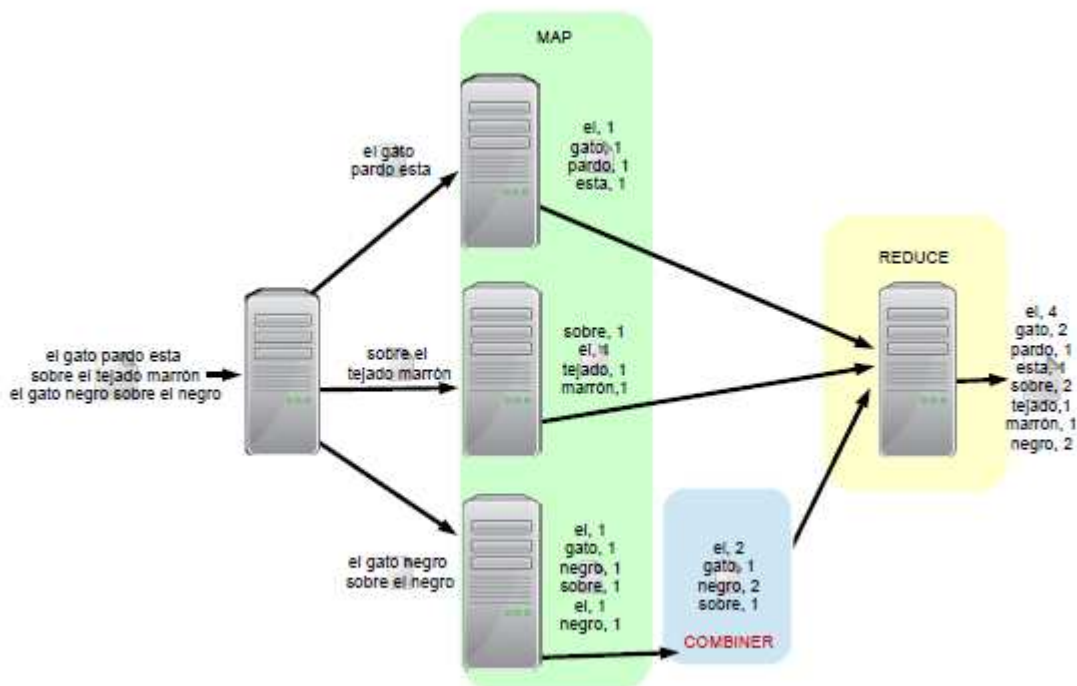 MAP
el gato
pardo esta
el, 1
gato, 1
pardo, 1
esta, 1
REDUCE
el gato pardo esta
sobre el tejado marrón
el gato negro sobre el negro
sobre el
tejado marrón
sobre, 1
el, 1
tejado, 1
marrón,1
el, 4
gato, 2
pardo, 1
esta, 1
sobre, 2
tejado,1
marrón, 1
negro, 2
el gato negro
sobre el negro
el, 1
gato, 1
negro, 1
sobre, 1
el, 1
negro, 1
el, 2
gato, 1
negro, 2
sobre, 1
COMBINER